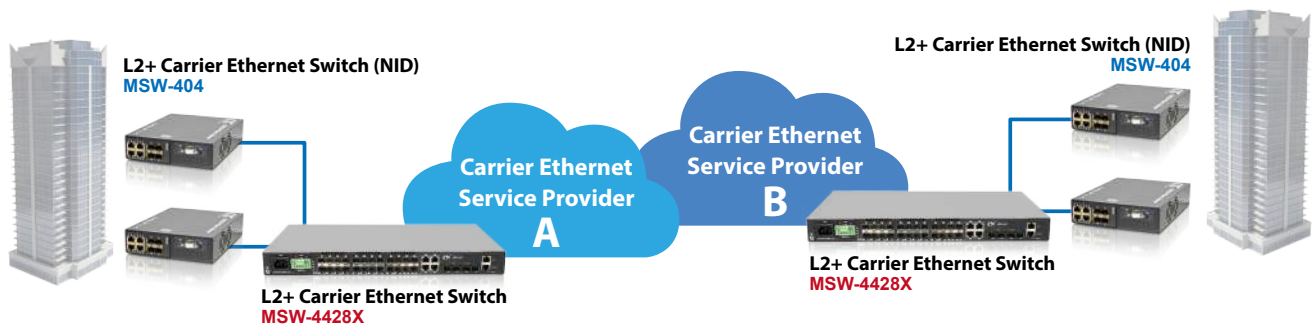 L2+ Carrier Ethernet Switch (NID)
MSW-404
L2+ Carrier Ethernet Switch (NID)
MSW-404
Carrier Ethernet
Service Provider
A
Carrier Ethernet
Service Provider
B
L2+ Carrier Ethernet Switch
MSW-4428X
L2+ Carrier Ethernet Switch
MSW-4428X